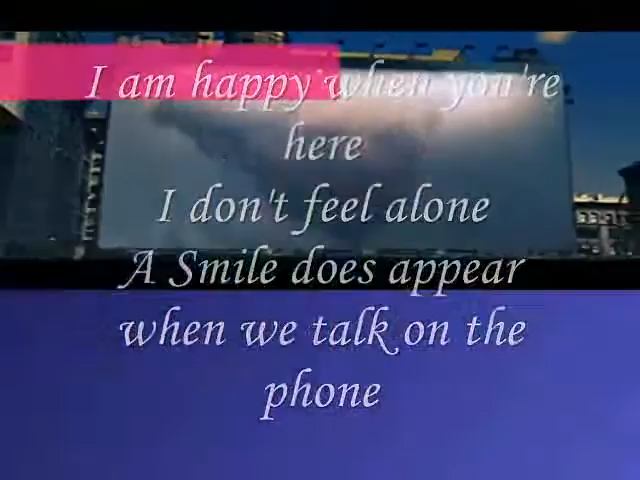 I am happy when you're
here
I don't feel alone
A Smile does appear
when we talk on the
phone